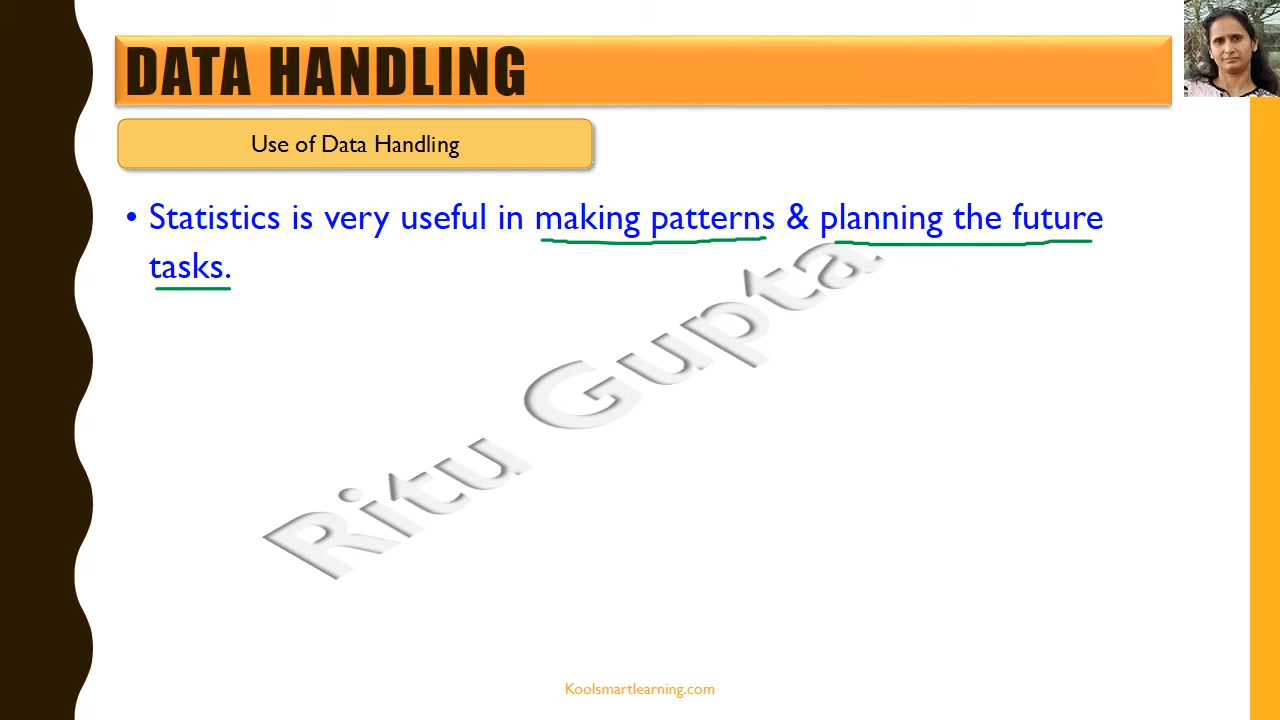 DATA HANDLING
Use of Data Handling
• Statistics is very useful in making patterns & planning the future
tasks.
Ritu Gupta
Koolsmartlearning.com